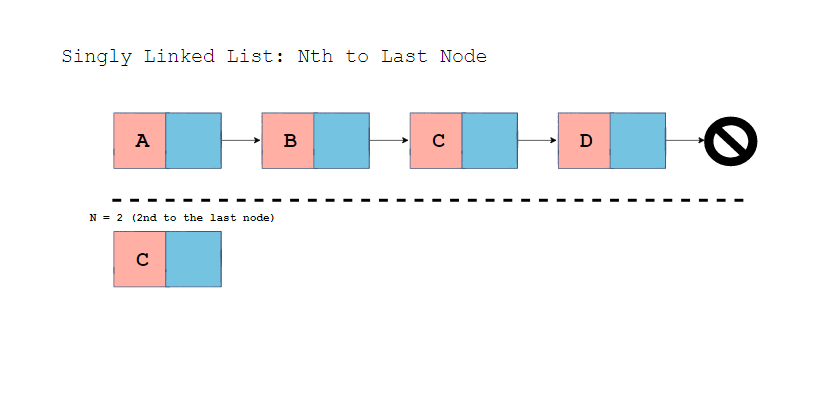 Singly Linked List: Nth to Last Node
A B C D
N = 2 (2nd to the last node)
C